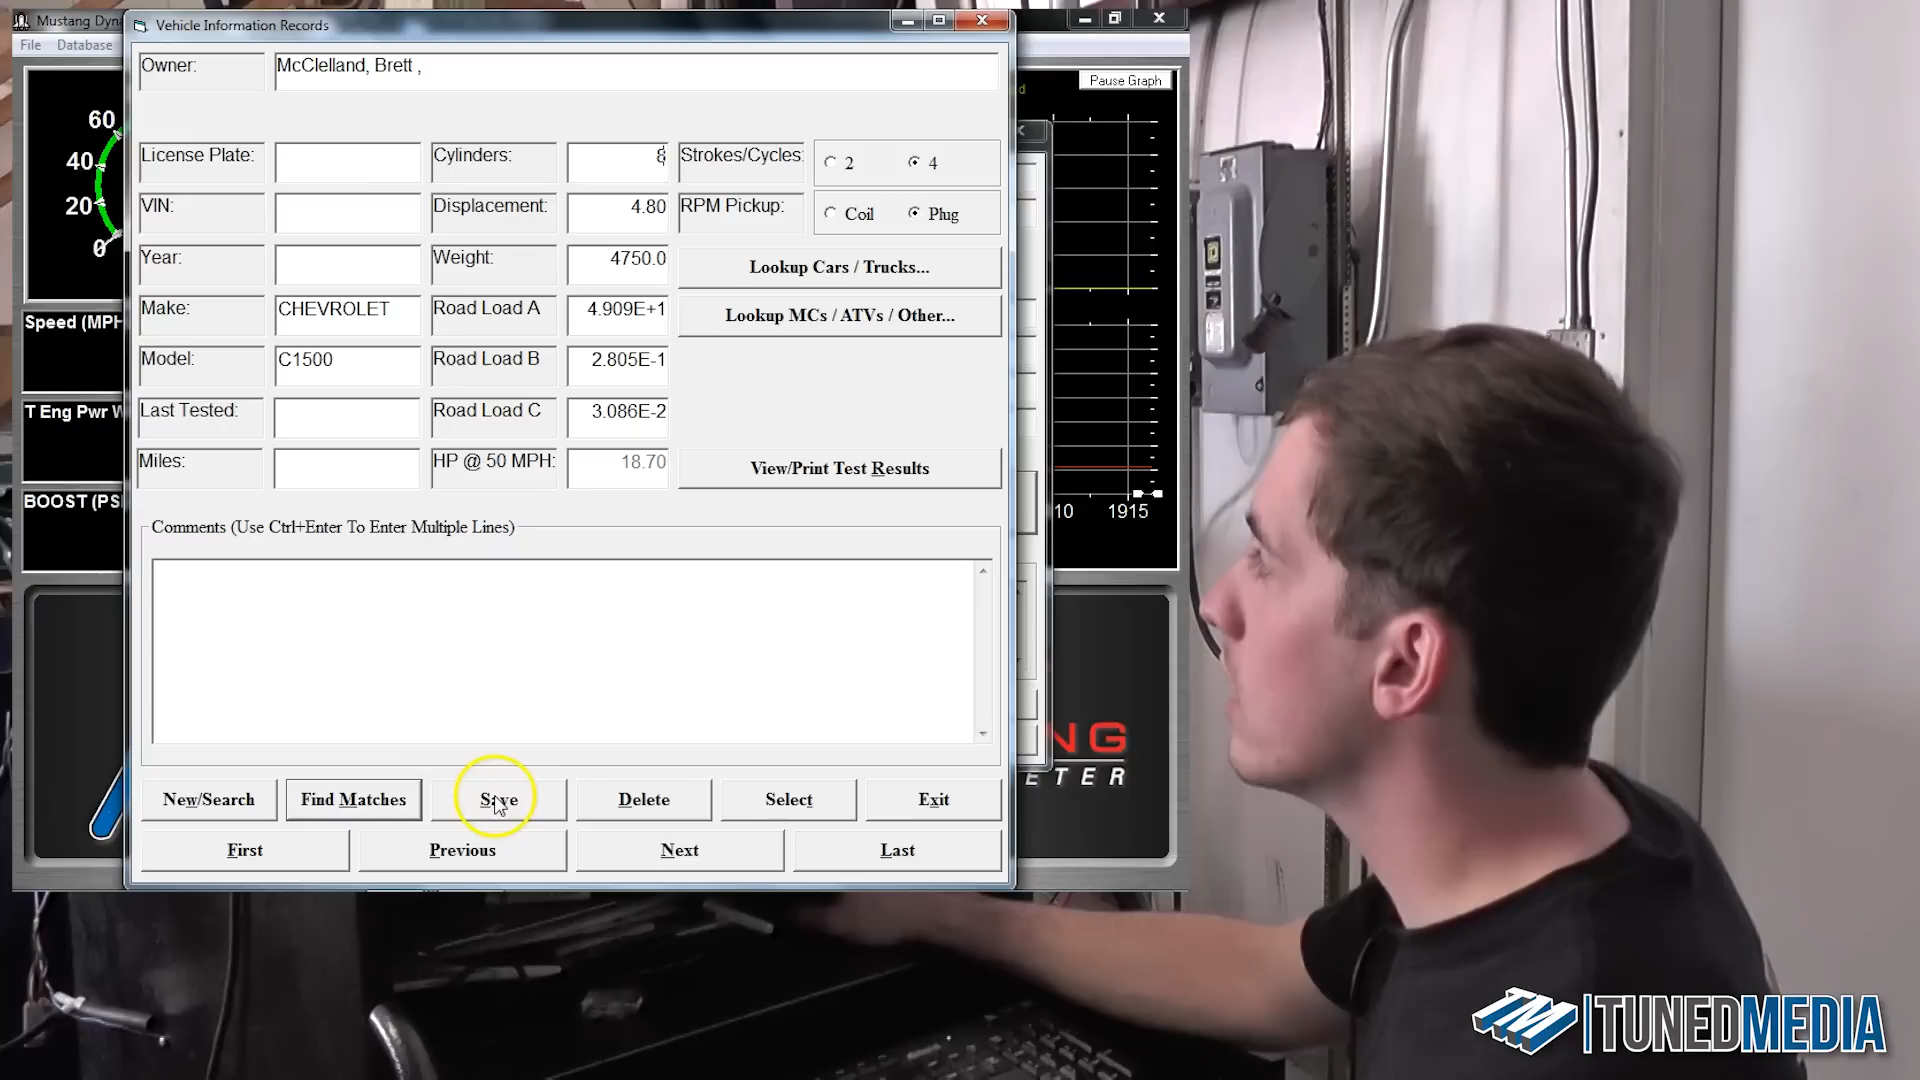 Mustang Dyna
File Database
Vehicle Information Records
Owner: McClelland, Brett ,
License Plate: Cylinders: 8 Strokes/Cycles: 2 4
VIN: Displacement: 4.80 RPM Pickup: Coil Plug
Year: Weight: 4750.0 Lookup Cars / Trucks...
Make: CHEVROLET Road Load A 4.909E+1 Lookup MCs / ATVs / Other...
Model: C1500 Road Load B 2.805E-1
Last Tested: Road Load C 3.086E-2
Miles: HP @ 50 MPH: 18.70 View/Print Test Results
Comments (Use Ctrl+Enter To Enter Multiple Lines)
New/Search Find Matches Save Delete Select Exit
First Previous Next Last
60
40
20
0
Speed (MPH
T Eng Pwr W
BOOST (PS
d
Pause Graph
10 1915
NG
ETER
TM TUNEDMEDIA